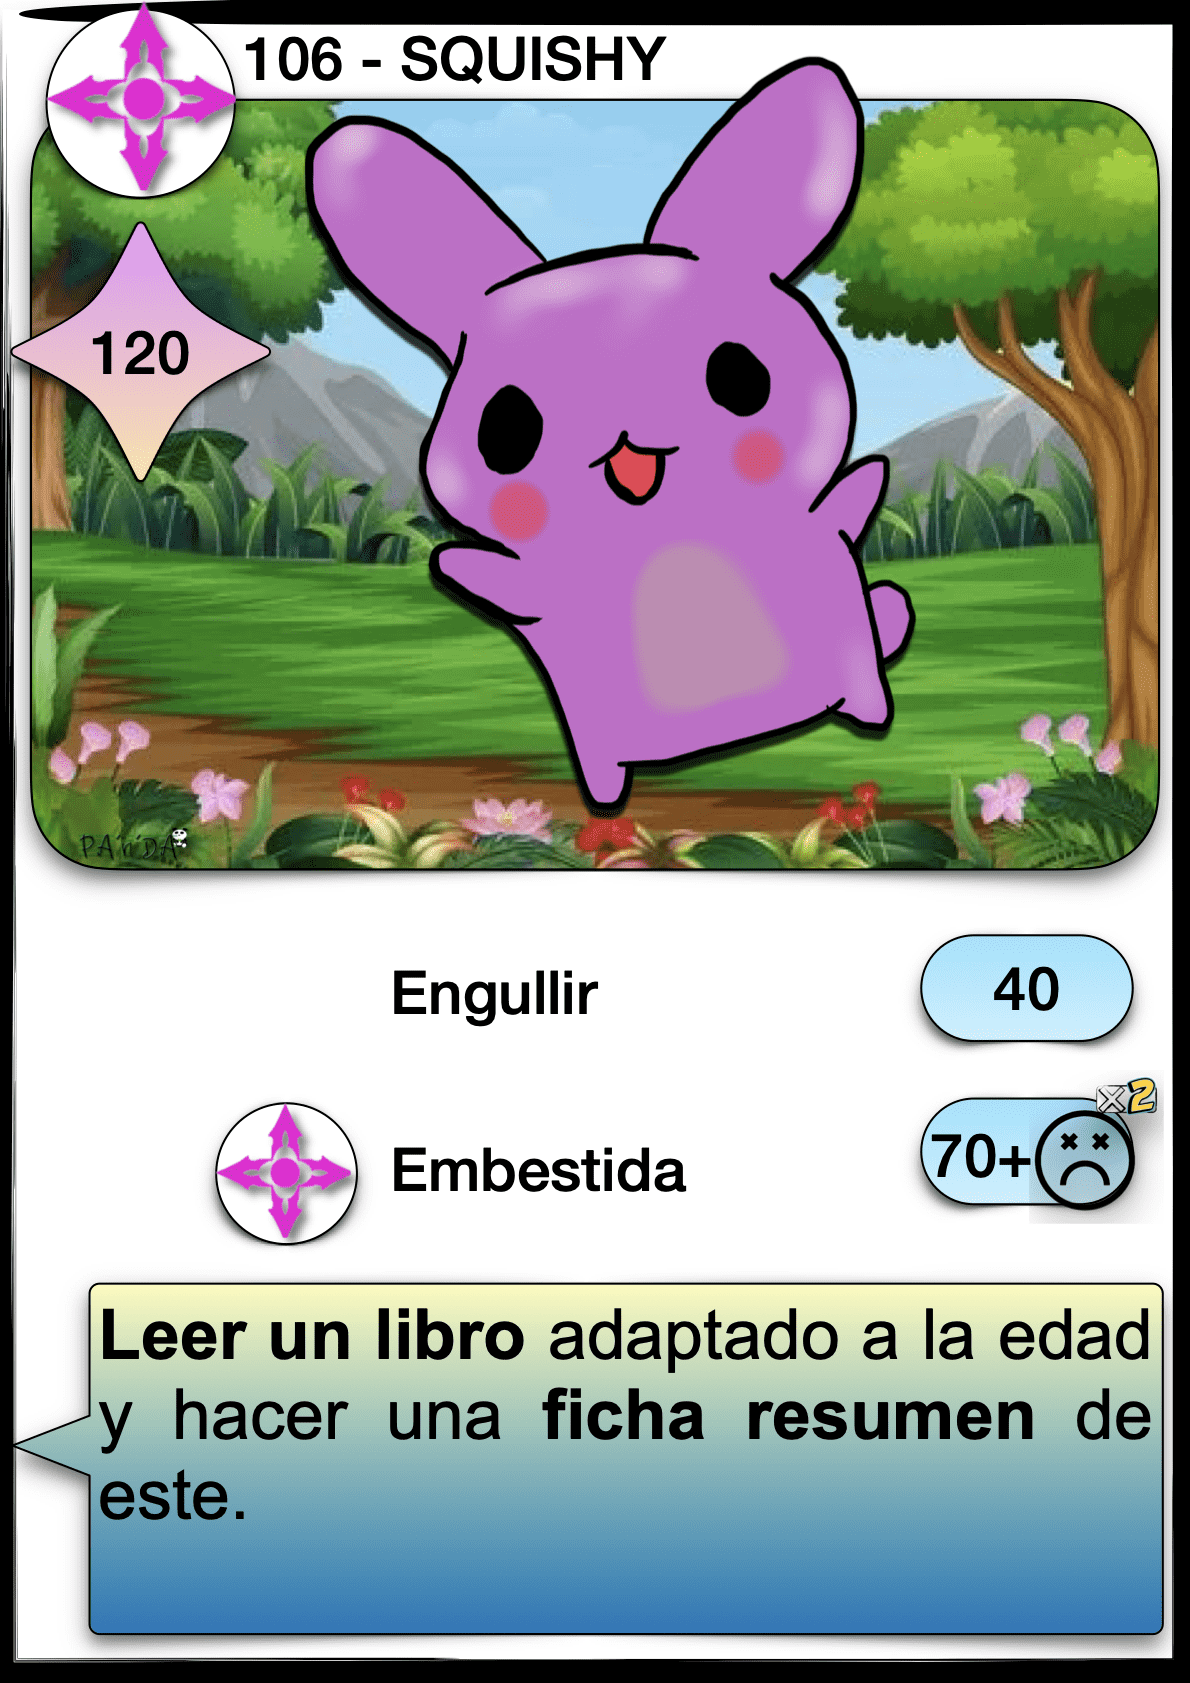 106 - SQUISHY
120
PANDA
Engullir
40
x2
Embestida
70+
Leer un libro adaptado a la edad
y hacer una ficha resumen de
este.